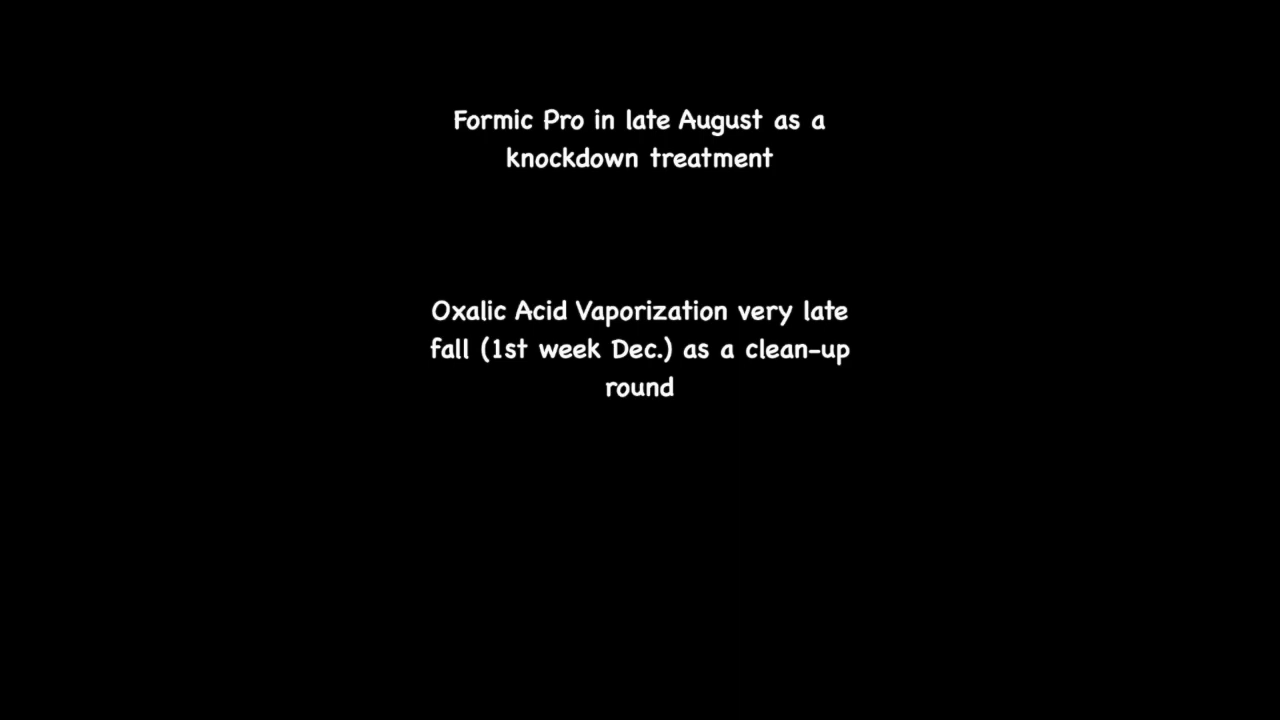 Formic Pro in late August as a
knockdown treatment
Oxalic Acid Vaporization very late
fall (1st week Dec.) as a clean-up
round